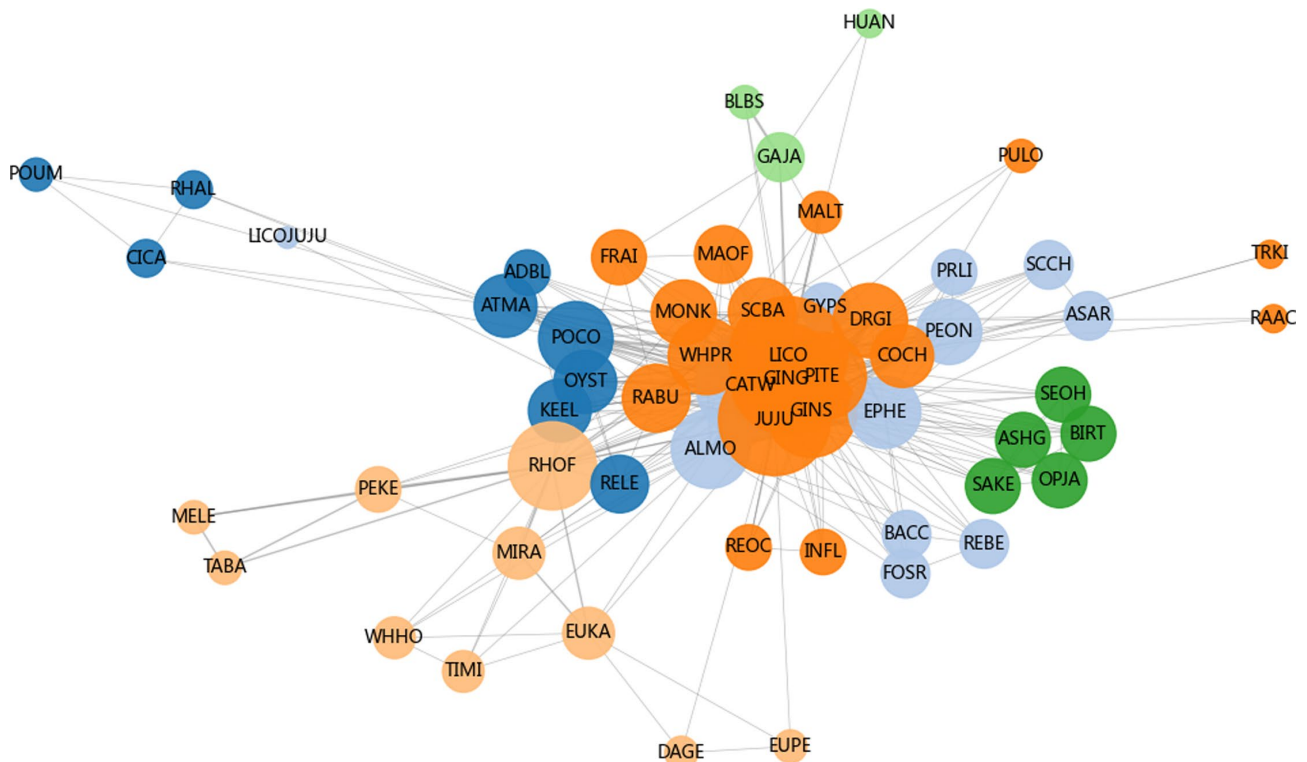 HUAN
BLBS
GAJA
PULO
POUM
RHAL
MALT
LICOJUJU
CICA
FRAI
MAOF
TRKI
ADBL
PRLI
SCCH
ATMA
MONK
SCBA
GYPS
DRGI
PEON
ASAR
RAAC
POCO
WHPR
LICO
COCH
OYST
CATW
GING
PITE
RABU
SEOH
KEEL
JUJU
GINS
EPHE
BIRT
ASHG
ALMO
RHOF
RELE
SAKE
OPJA
PEKE
MELE
BACC
REBE
REOC
INFL
MIRA
TABA
FOSR
WHHO
EUKA
TIMI
DAGE
EUPE